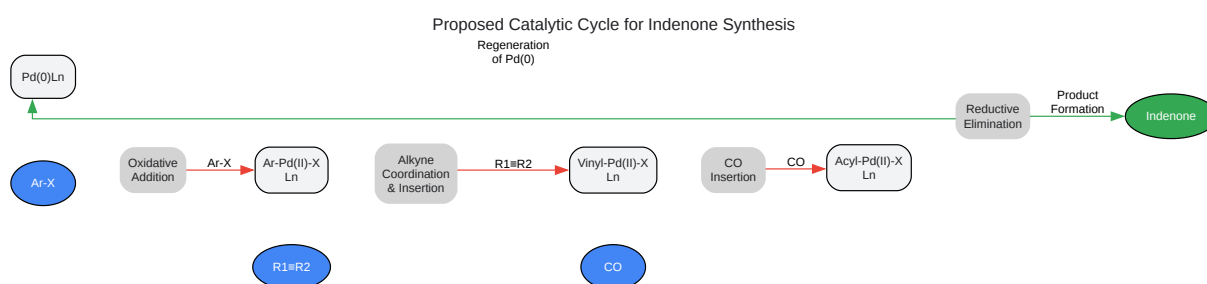 Proposed Catalytic Cycle for Indenone Synthesis
Regeneration
of Pd(0)
Pd(0)Ln
Reductive
Elimination
Product
Formation
Indenone
Ar-X
Oxidative
Addition
Ar-X
Ar-Pd(II)-X
Ln
Alkyne
Coordination
& Insertion
R1≡R2
Vinyl-Pd(II)-X
Ln
CO
Insertion
CO
Acyl-Pd(II)-X
Ln
R1≡R2
CO